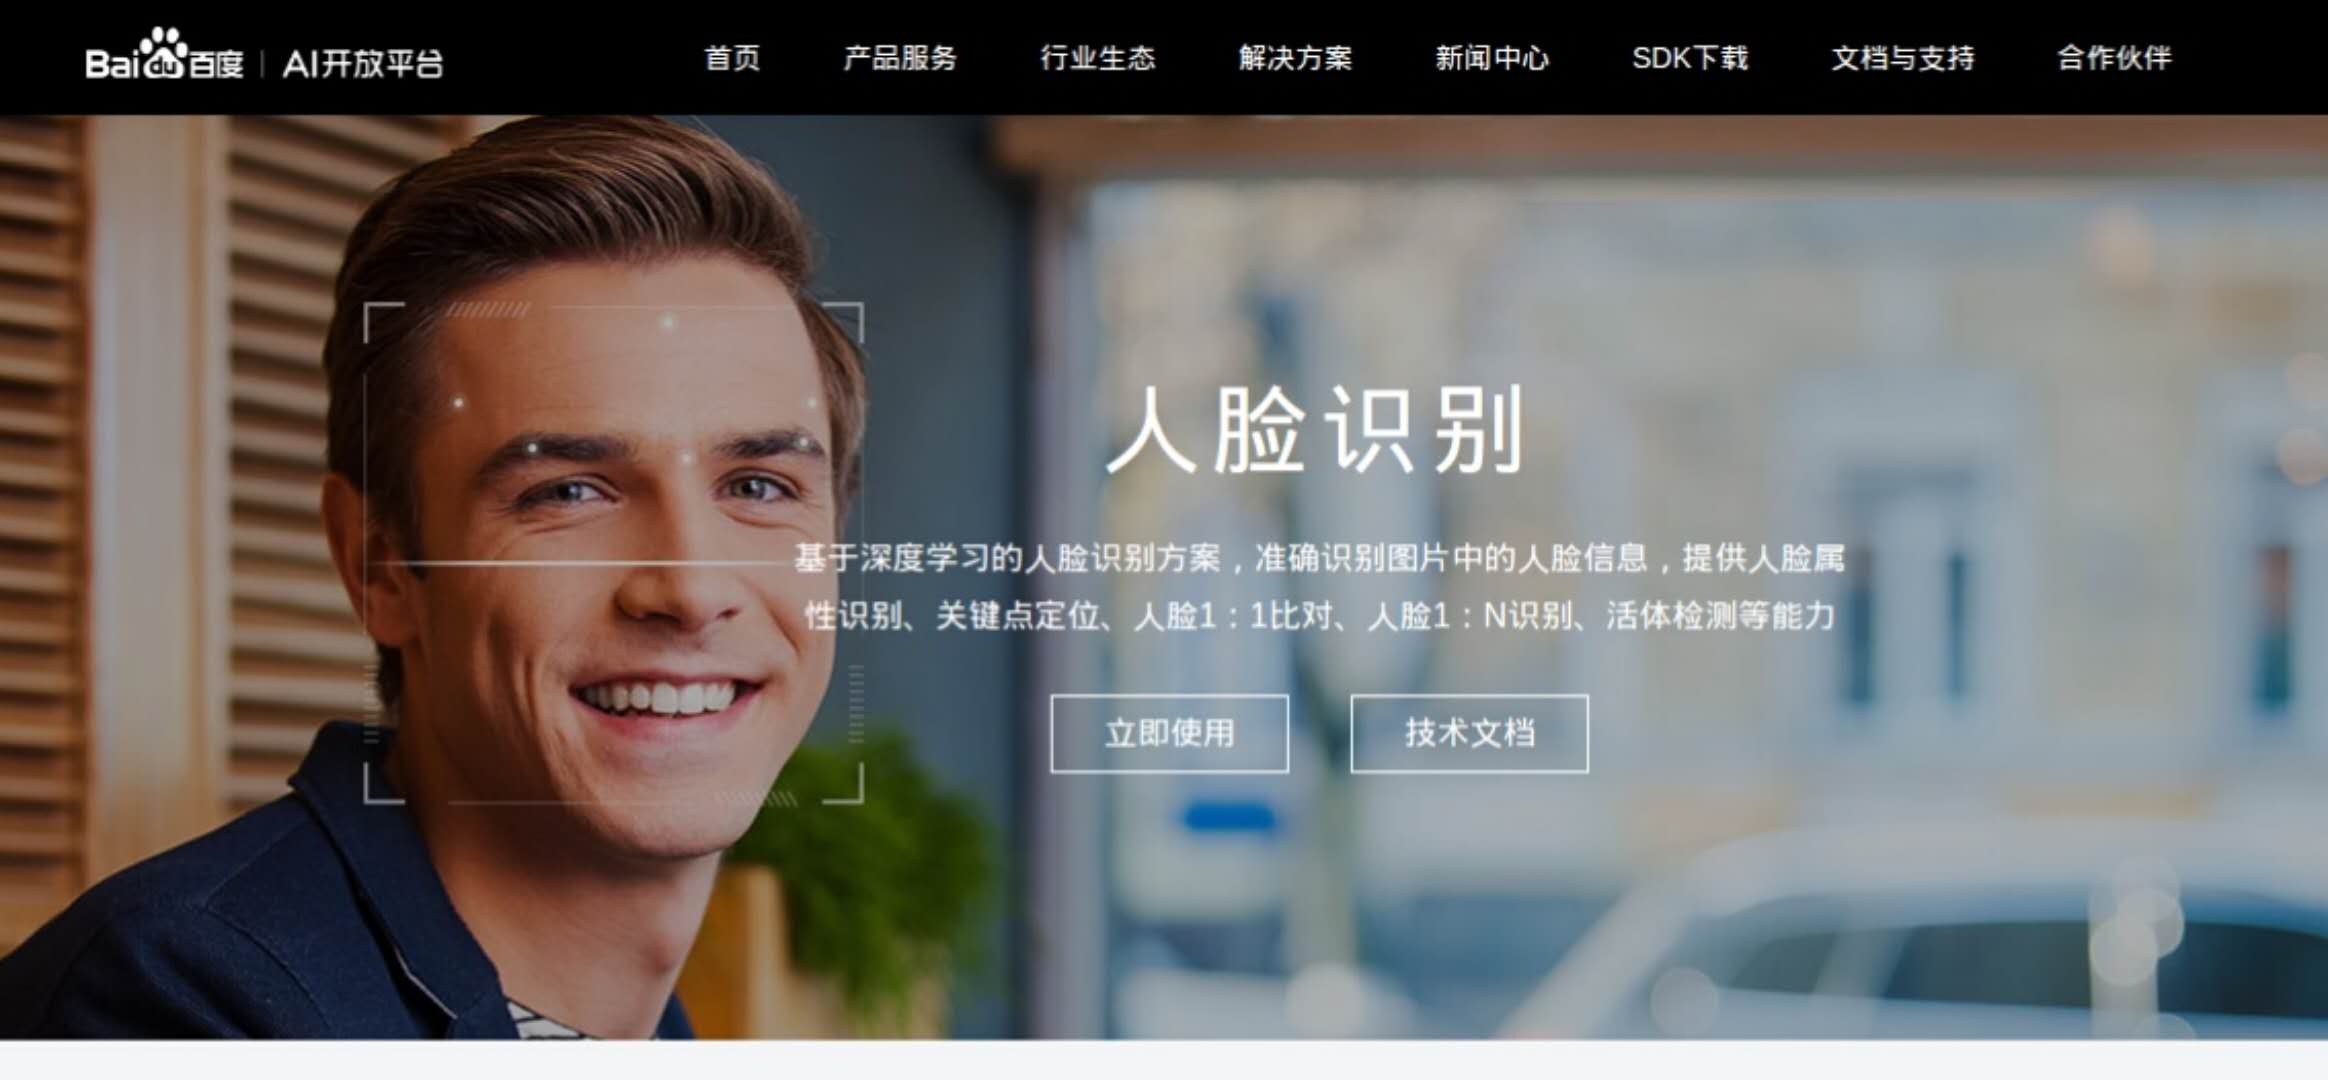 Baidu百度 | AI开放平台
首页 产品服务 行业生态 解决方案 新闻中心 SDK下载 文档与支持 合作伙伴
人脸识别
基于深度学习的人脸识别方案，准确识别图片中的人脸信息，提供人脸属
性识别、关键点定位、人脸1：1比对、人脸1：N识别、活体检测等能力
立即使用 技术文档